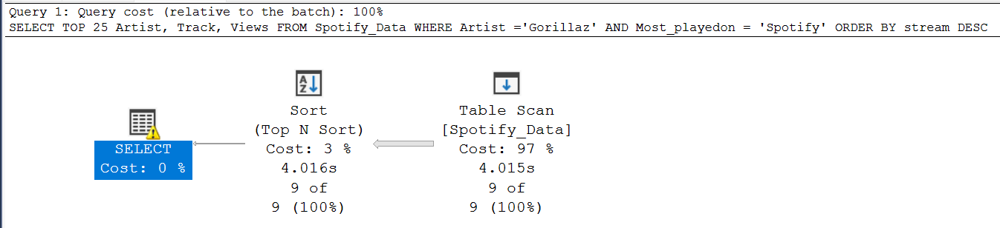 Query 1: Query cost (relative to the batch): 100%
SELECT TOP 25 Artist, Track, Views FROM Spotify_Data WHERE Artist ='Gorillaz' AND Most_playedon = 'Spotify' ORDER BY stream DESC
SELECT
Cost: 0 %
Sort
(Top N Sort)
Cost: 3 %
4.016s
9 of
9 (100%)
Table Scan
[Spotify_Data]
Cost: 97 %
4.015s
9 of
9 (100%)